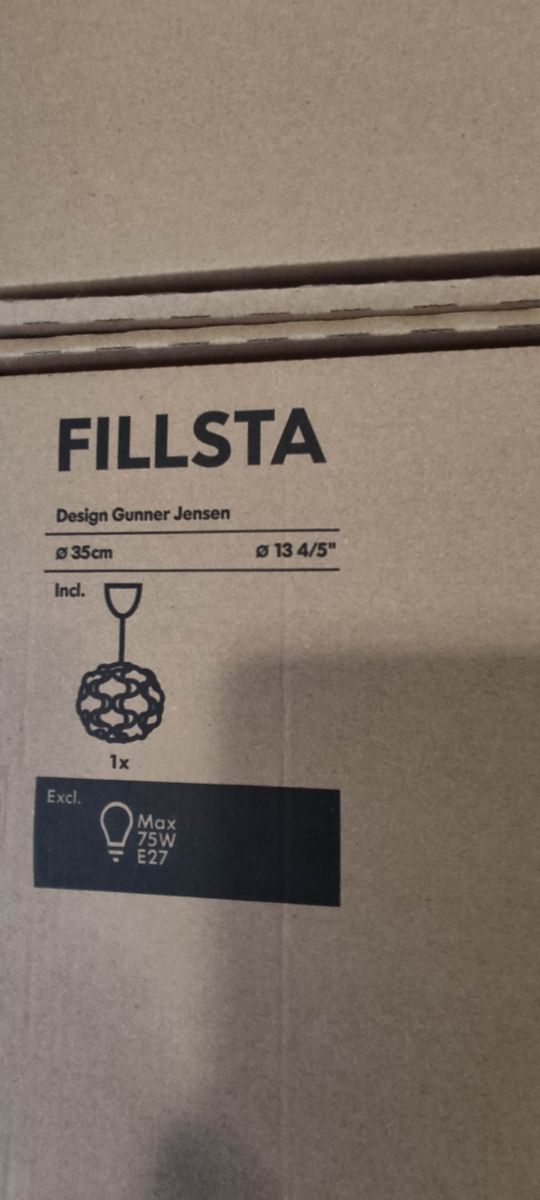 FILLSTA
Design Gunner Jensen
Ø 35cm Ø 13 4/5"
Incl.
1x
Excl.
Max
75W
E27